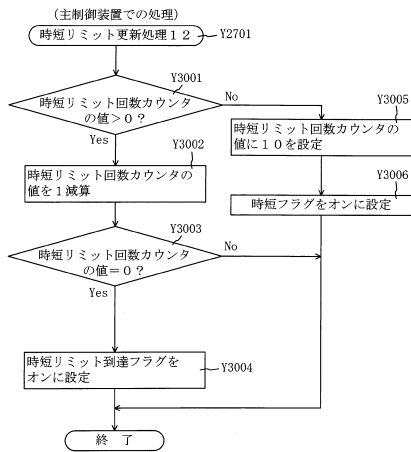 (主制御装置での処理)
時短リミット更新処理12
Y2701
Y3001
時短リミット回数カウンタ
の値>0?
No
Yes
Y3005
時短リミット回数カウンタの
値に10を設定
Y3002
時短リミット回数カウンタの
値を1減算
Y3006
時短フラグをオンに設定
Y3003
時短リミット回数カウンタ
の値=0?
No
Yes
時短リミット到達フラグを
オンに設定
Y3004
終 了